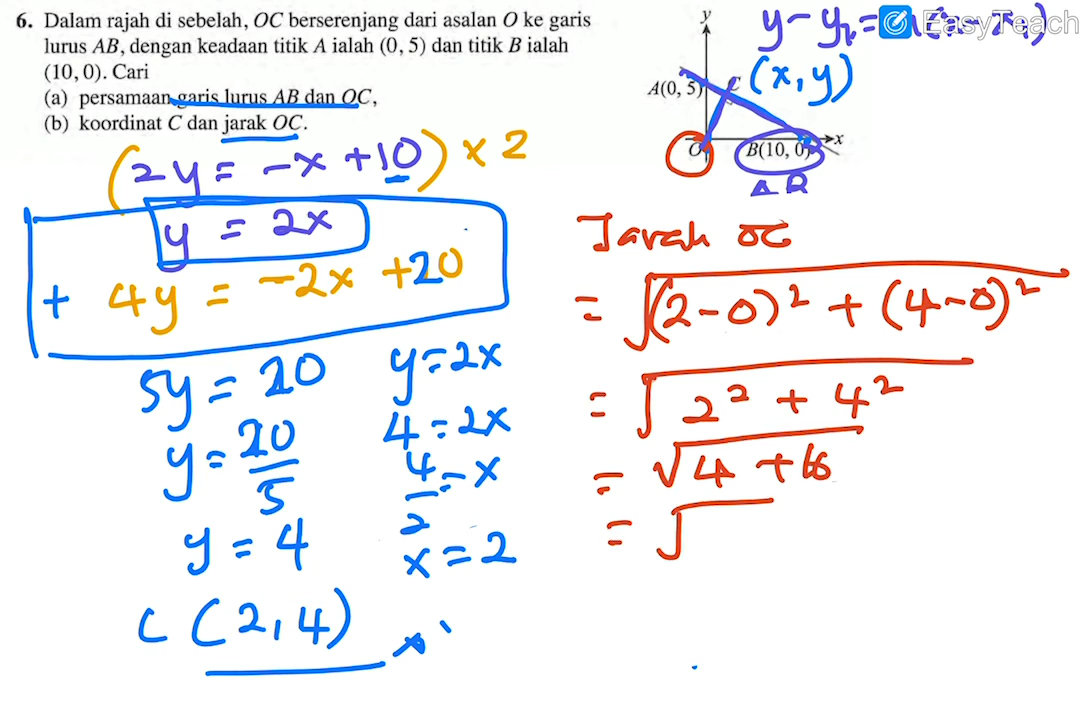 6. Dalam rajah di sebelah, OC berserenjang dari asalan O ke garis
lurus AB, dengan keadaan titik A ialah (0, 5) dan titik B ialah
(10, 0). Cari
(a) persamaan garis lurus AB dan OC,
(b) koordinat C dan jarak OC.
(2y = -x + 10) x 2
y = 2x
+ 4y = -2x + 20
5y = 20
y = 20/5
y = 4
C (2,4)
y = 2x
4 = 2x
4/2 = x
x = 2
y - y₁ =
EasyTeach
y
A(0, 5)
C (x, y)
O
B(10, 0)
x
AB
Jarak OC
= √(2-0)² + (4-0)²
= √2² + 4²
= √4 + 16
= √